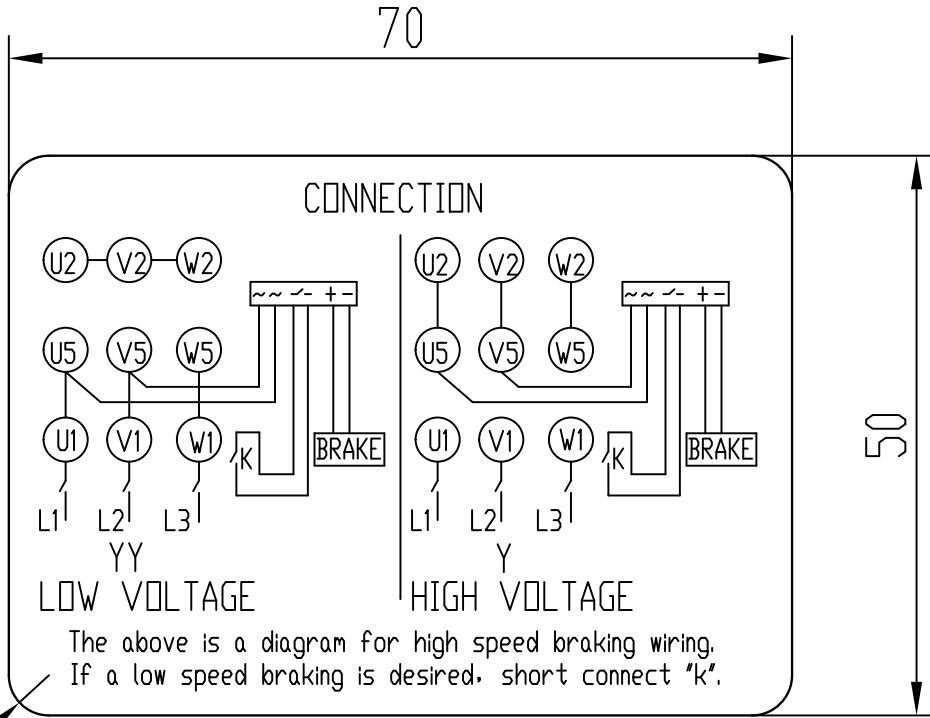 70
CONNECTION
U2 V2 W2 U2 V2 W2
~~ + - ~~ + -
U5 V5 W5 U5 V5 W5
U1 V1 W1 K BRAKE U1 V1 W1 K BRAKE
50
L1 L2 L3 L1 L2 L3
YY Y
LOW VOLTAGE HIGH VOLTAGE
The above is a diagram for high speed braking wiring.
If a low speed braking is desired, short connect "k".